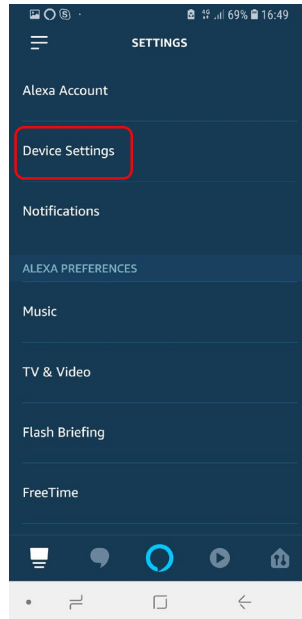 69% 16:49
SETTINGS
Alexa Account
Device Settings
Notifications
ALEXA PREFERENCES
Music
TV & Video
Flash Briefing
FreeTime